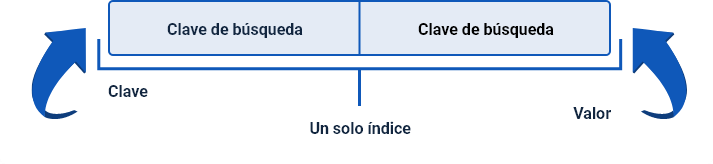 Clave de búsqueda Clave de búsqueda
Clave
Valor
Un solo índice